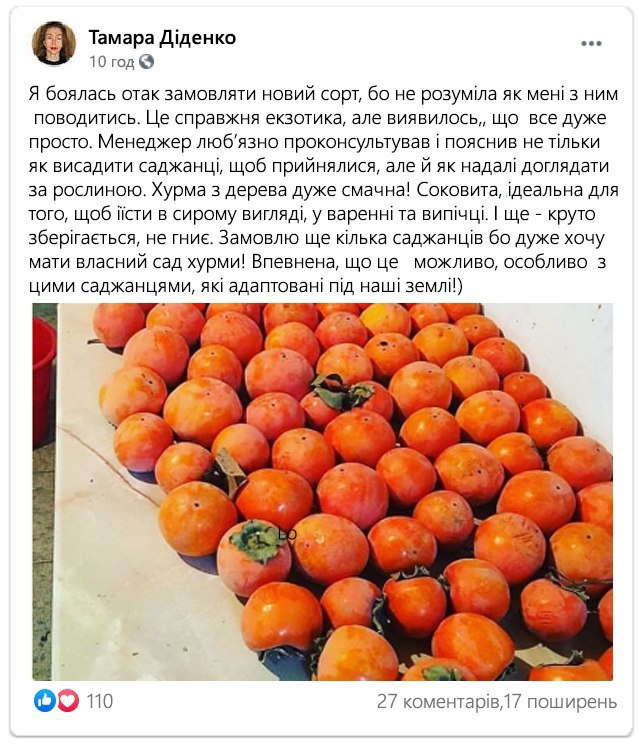 Тамара Діденко
10 год
Я боялась отак замовляти новий сорт, бо не розуміла як мені з ним
поводитись. Це справжня екзотика, але виявилось,, що все дуже
просто. Менеджер люб’язно проконсультував і пояснив не тільки
як висадити саджанці, щоб прийнялися, але й як надалі доглядати
за рослиною. Хурма з дерева дуже смачна! Соковита, ідеальна для
того, щоб їїсти в сирому вигляді, у варенні та випічці. І ще - круто
зберігається, не гниє. Замовлю ще кілька саджанців бо дуже хочу
мати власний сад хурми! Впевнена, що це можливо, особливо з
цими саджанцями, які адаптовані під наші землі!)
LO
110
27 коментарів,17 поширень